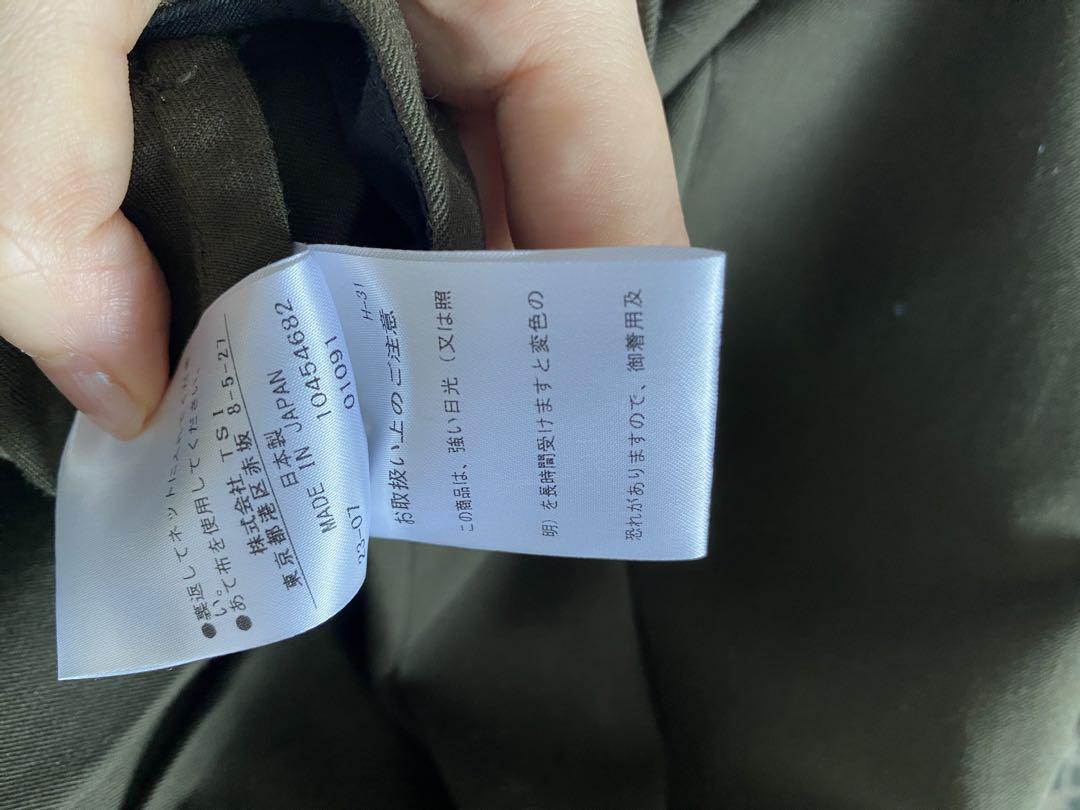 ●裏返してネットに入れて
い。
●あて布を使用してください。
株式会社 TSI
東京都港区赤坂 8-5-27
日本製
MADE IN JAPAN
10454682
01091
23-07
H-31
お取扱い上のご注意
この商品は、強い日光（又は照
明）を長時間受けますと変色の
恐れがありますので、御着用及